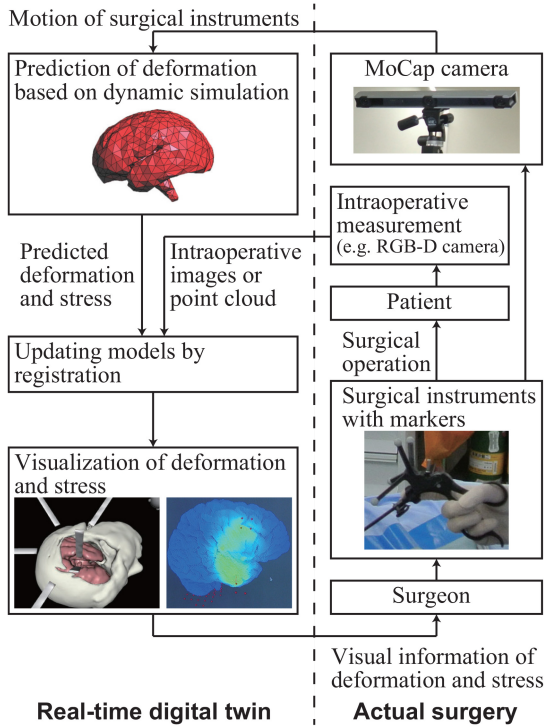 Motion of surgical instruments
Prediction of deformation
based on dynamic simulation
MoCap camera
Intraoperative
measurement
(e.g. RGB-D camera)
Predicted
deformation
and stress
Intraoperative
images or
point cloud
Patient
Surgical
operation
Updating models by
registration
Surgical instruments
with markers
Visualization of deformation
and stress
Surgeon
Visual information of
deformation and stress
Real-time digital twin
Actual surgery